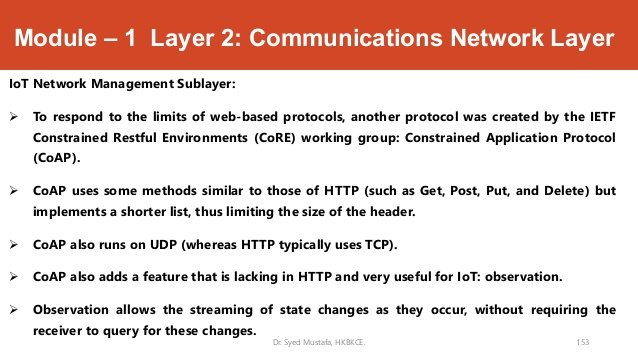 Module – 1 Layer 2: Communications Network Layer
IoT Network Management Sublayer:
➢ To respond to the limits of web-based protocols, another protocol was created by the IETF
Constrained Restful Environments (CoRE) working group: Constrained Application Protocol
(CoAP).
➢ CoAP uses some methods similar to those of HTTP (such as Get, Post, Put, and Delete) but
implements a shorter list, thus limiting the size of the header.
➢ CoAP also runs on UDP (whereas HTTP typically uses TCP).
➢ CoAP also adds a feature that is lacking in HTTP and very useful for IoT: observation.
➢ Observation allows the streaming of state changes as they occur, without requiring the
receiver to query for these changes.
Dr. Syed Mustafa, HKBKCE. 153